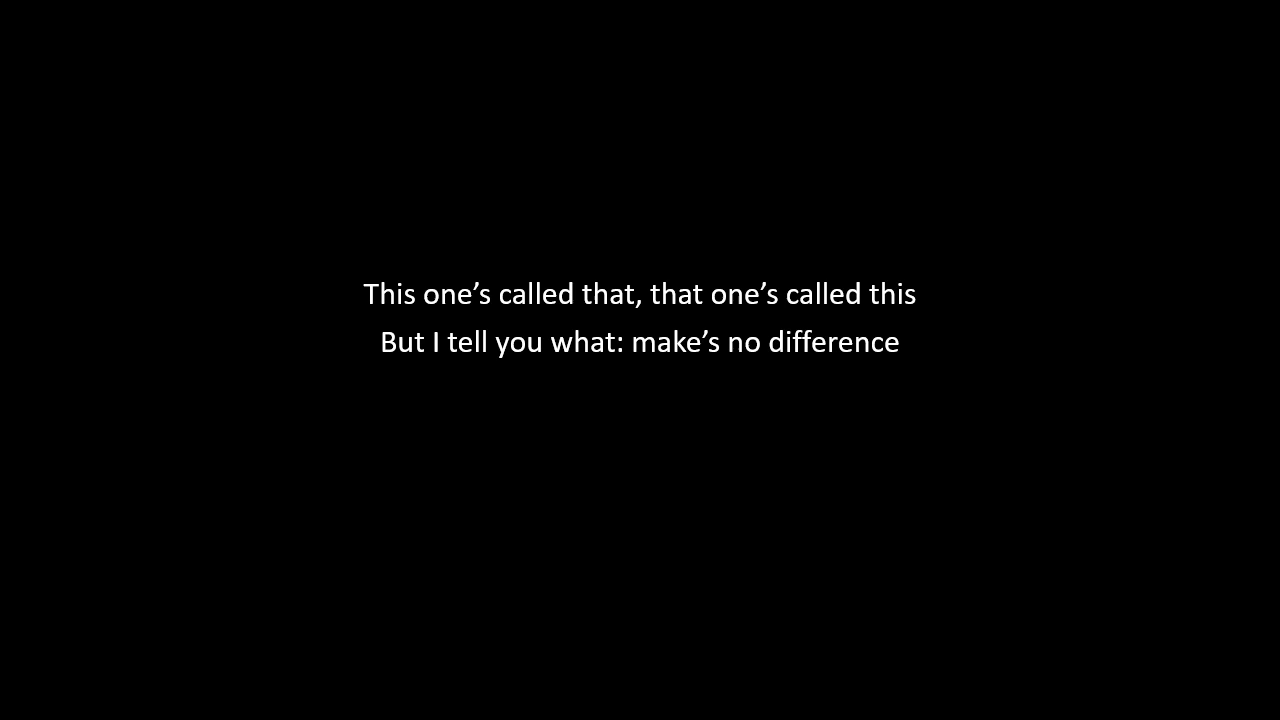 This one’s called that, that one’s called this
But I tell you what: make’s no difference